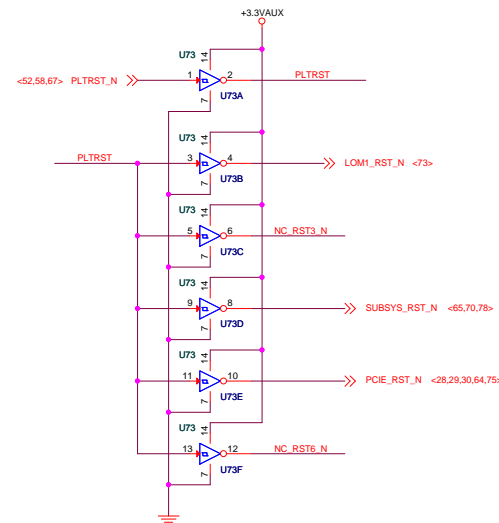 +3.3VAUX
U73 14
<52,58,67> PLTRST_N 1 2 PLTRST
7 U73A
U73 14
PLTRST 3 4 LOM1_RST_N <73>
7 U73B
U73 14
5 6 NC_RST3_N
7 U73C
U73 14
9 8 SUBSYS_RST_N <65,70,78>
7 U73D
U73 14
11 10 PCIE_RST_N <28,29,30,64,75>
7 U73E
U73 14
13 12 NC_RST6_N
7 U73F